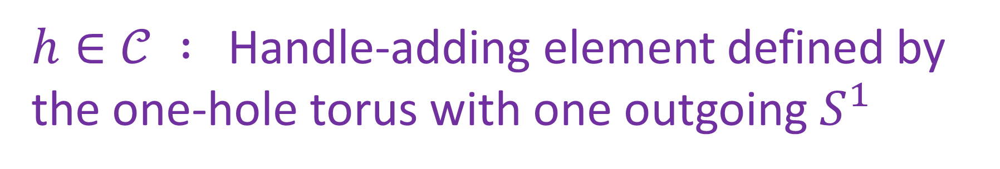 ℎ ∈ 𝒞 : Handle-adding element defined by
the one-hole torus with one outgoing 𝑆¹